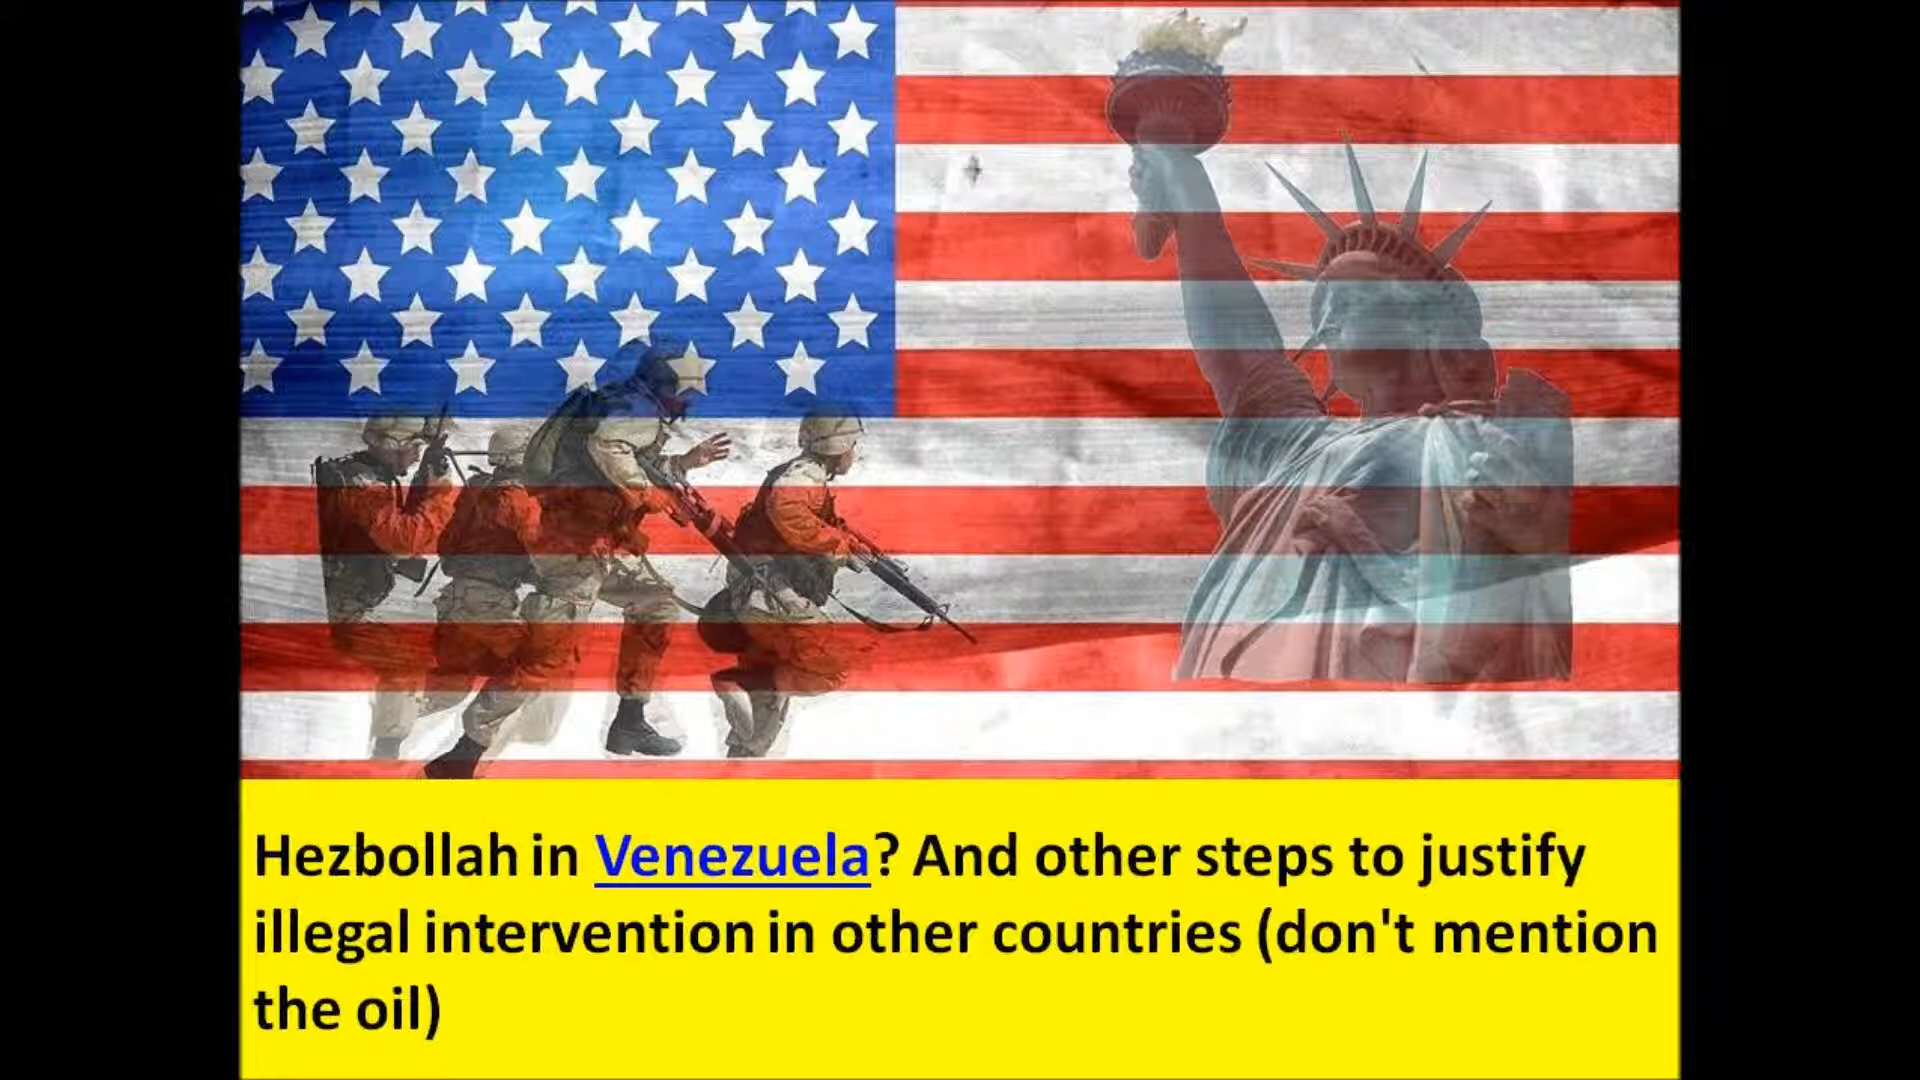 Hezbollah in Venezuela? And other steps to justify
illegal intervention in other countries (don't mention
the oil)